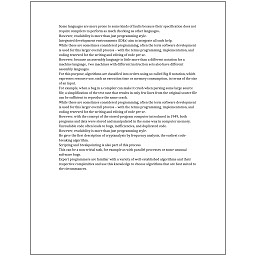 Some languages are more prone to some kinds of faults because their specification does not
require compilers to perform as much checking as other languages.
However, readability is more than just programming style.
Integrated development environments (IDEs) aim to integrate all such help.
While these are sometimes considered programming, often the term software development
is used for this larger overall process – with the terms programming, implementation, and
coding reserved for the writing and editing of code per se.
However, because an assembly language is little more than a different notation for a
machine language, two machines with different instruction sets also have different
assembly languages.
For this purpose algorithms are classified into orders using so-called Big O notation, which
expresses resource use, such as execution time or memory consumption, in terms of the size
of an input.
For example, when a bug in a compiler can make it crash when parsing some large source
file, a simplification of the test case that results in only few lines from the original source file
can be sufficient to reproduce the same crash.
While these are sometimes considered programming, often the term software development
is used for this larger overall process – with the terms programming, implementation, and
coding reserved for the writing and editing of code per se.
However, with the concept of the stored-program computer introduced in 1949, both
programs and data were stored and manipulated in the same way in computer memory.
Unreadable code often leads to bugs, inefficiencies, and duplicated code.
However, readability is more than just programming style.
He gave the first description of cryptanalysis by frequency analysis, the earliest code-
breaking algorithm.
Scripting and breakpointing is also part of this process.
This can be a non-trivial task, for example as with parallel processes or some unusual
software bugs.
Expert programmers are familiar with a variety of well-established algorithms and their
respective complexities and use this knowledge to choose algorithms that are best suited to
the circumstances.